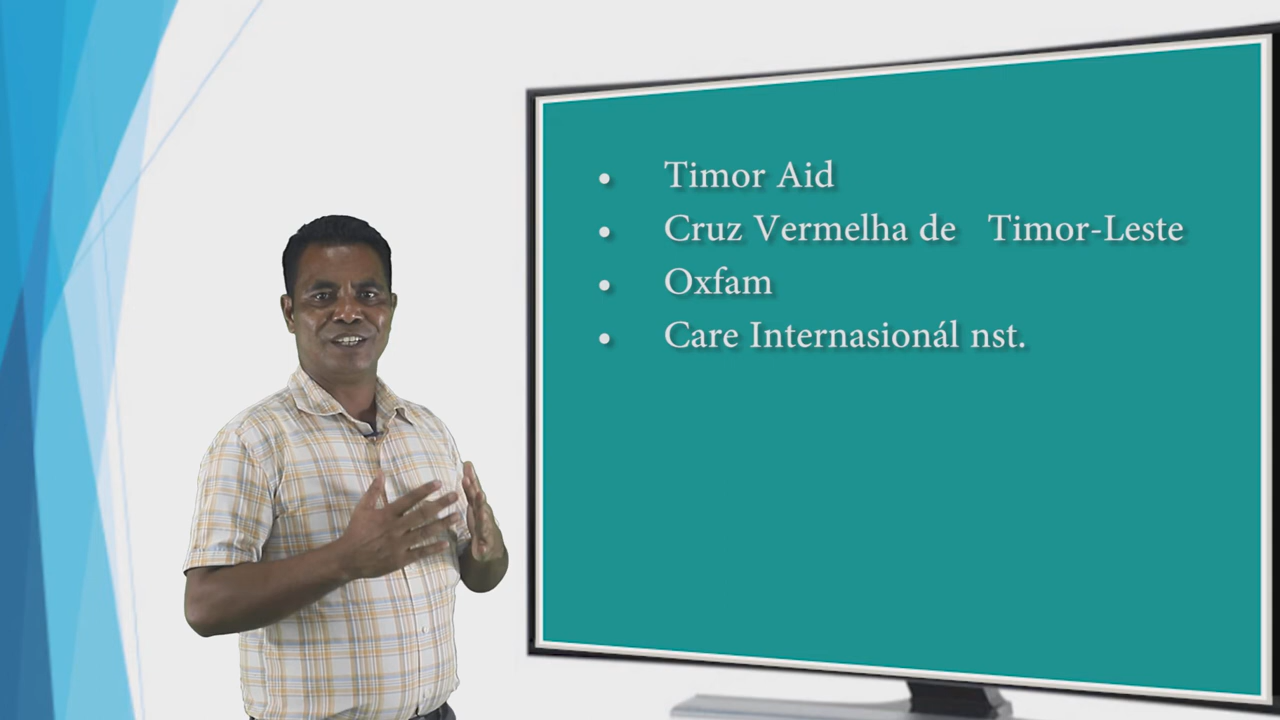 • Timor Aid
• Cruz Vermelha de Timor-Leste
• Oxfam
• Care Internasionál nst.